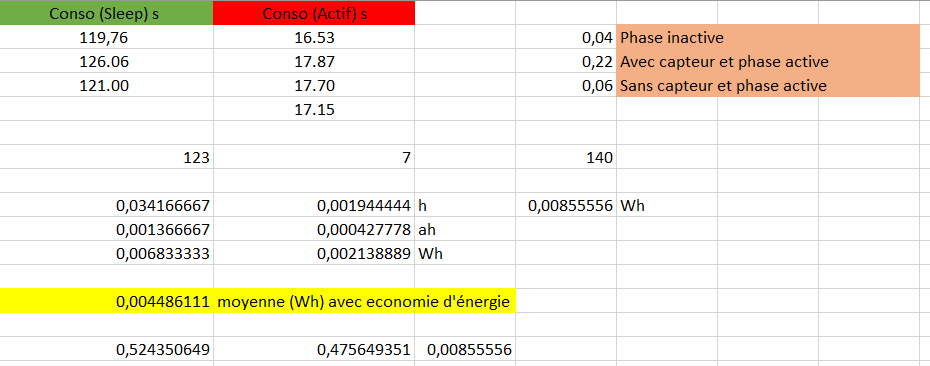 Conso (Sleep) s Conso (Actif) s
119,76 16.53 0,04 Phase inactive
126.06 17.87 0,22 Avec capteur et phase active
121.00 17.70 0,06 Sans capteur et phase active
17.15
123 7 140
0,034166667 0,001944444 h 0,00855556 Wh
0,001366667 0,000427778 ah
0,006833333 0,002138889 Wh
0,004486111 moyenne (Wh) avec economie d'énergie
0,524350649 0,475649351 0,00855556